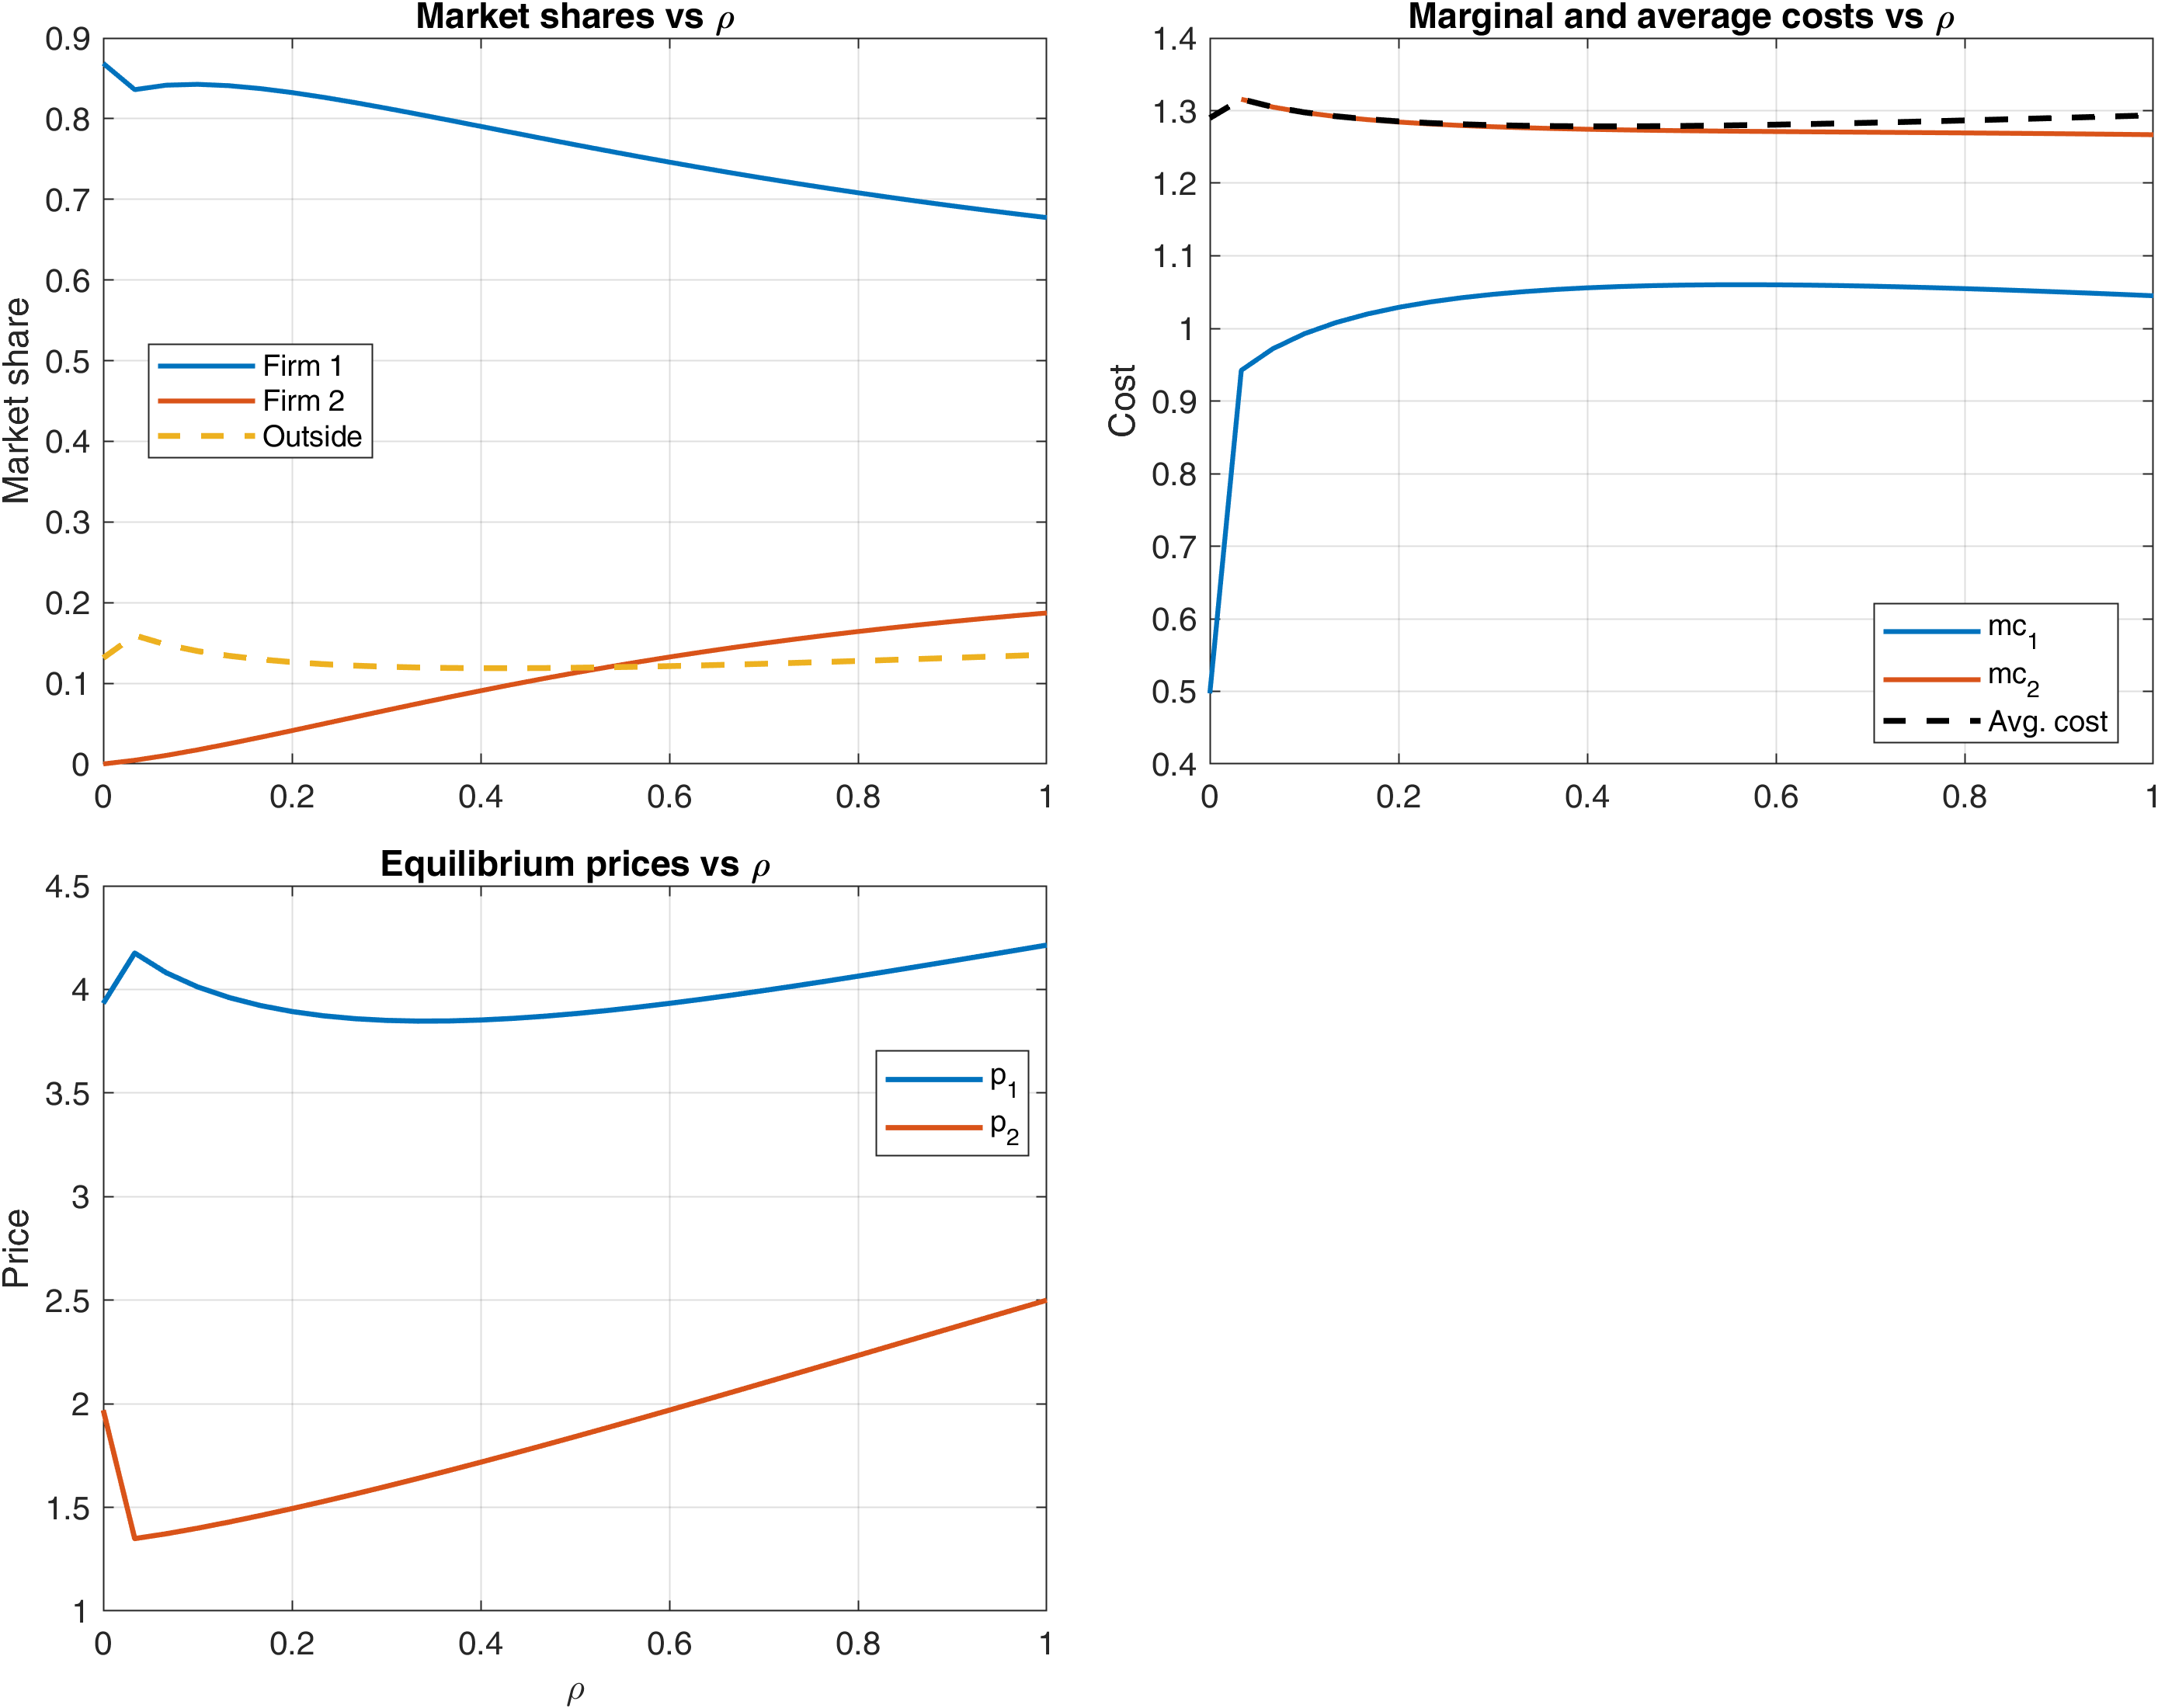 Market shares vs ρ
Market share
0.9
0.8
0.7
0.6
0.5
0.4
0.3
0.2
0.1
0
0 0.2 0.4 0.6 0.8 1
Firm 1
Firm 2
Outside
Marginal and average costs vs ρ
Cost
1.4
1.3
1.2
1.1
1
0.9
0.8
0.7
0.6
0.5
0.4
0 0.2 0.4 0.6 0.8 1
mc1
mc2
Avg. cost
Equilibrium prices vs ρ
Price
4.5
4
3.5
3
2.5
2
1.5
1
0 0.2 0.4 0.6 0.8 1
p1
p2
ρ